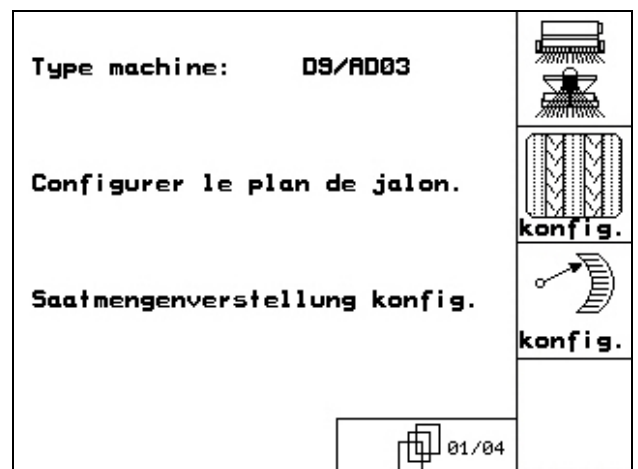 Type machine: D9/AD03
Configurer le plan de jalon.
konfig.
Saatmengenverstellung konfig.
konfig.
01/04